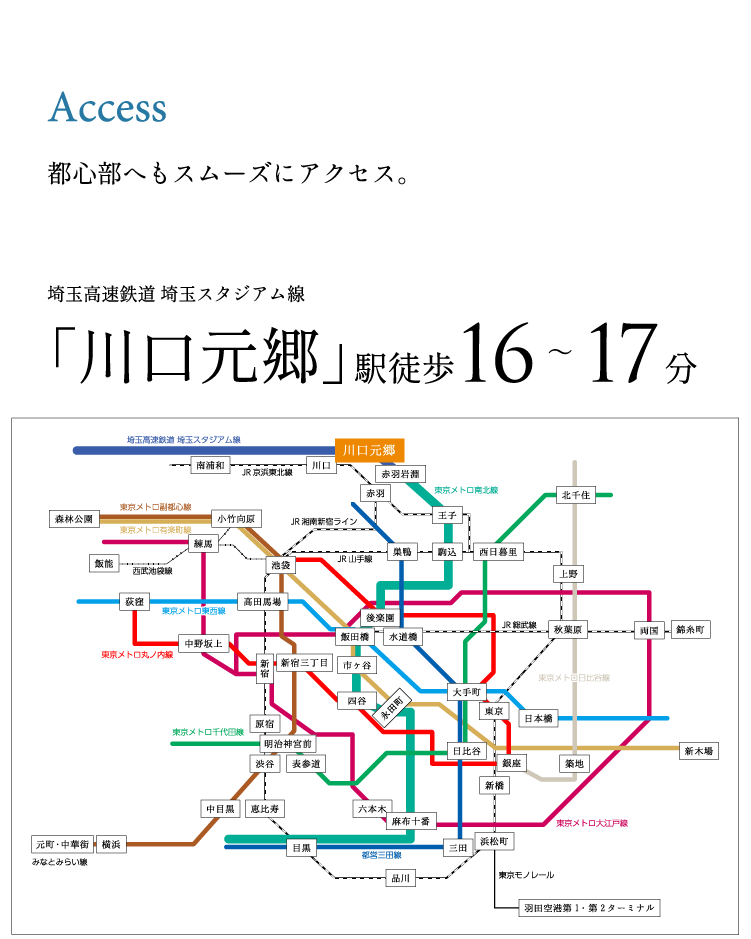 Access
都心部へもスムーズにアクセス。
埼玉高速鉄道 埼玉スタジアム線
「川口元郷」駅徒歩16～17分
埼玉高速鉄道 埼玉スタジアム線
川口元郷
南浦和
川口
JR 京浜東北線
赤羽岩淵
赤羽
東京メトロ南北線
北千住
東京メトロ副都心線
森林公園
小竹向原
東京メトロ有楽町線
JR 湘南新宿ライン
王子
練馬
飯能
西武池袋線
池袋
JR 山手線
巣鴨
駒込
西日暮里
上野
荻窪
東京メトロ東西線
高田馬場
後楽園
飯田橋
水道橋
JR 総武線
秋葉原
両国
錦糸町
中野坂上
東京メトロ丸ノ内線
新宿
新宿三丁目
市ヶ谷
四谷
永田町
大手町
東京メトロ日比谷線
東京
日本橋
原宿
東京メトロ千代田線
明治神宮前
渋谷
表参道
日比谷
銀座
築地
新木場
新橋
中目黒
恵比寿
六本木
麻布十番
東京メトロ大江戸線
元町・中華街
横浜
みなとみらい線
目黒
都営三田線
三田
浜松町
品川
東京モノレール
羽田空港第1・第2ターミナル